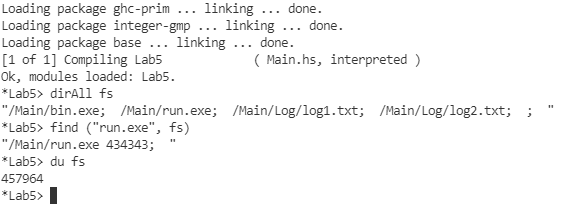 Loading package ghc-prim ... linking ... done.
Loading package integer-gmp ... linking ... done.
Loading package base ... linking ... done.
[1 of 1] Compiling Lab5             ( Main.hs, interpreted )
Ok, modules loaded: Lab5.
*Lab5> dirAll fs
"/Main/bin.exe;  /Main/run.exe;  /Main/Log/log1.txt;  /Main/Log/log2.txt;  ;  "
*Lab5> find ("run.exe", fs)
"/Main/run.exe 434343;  "
*Lab5> du fs
457964
*Lab5>